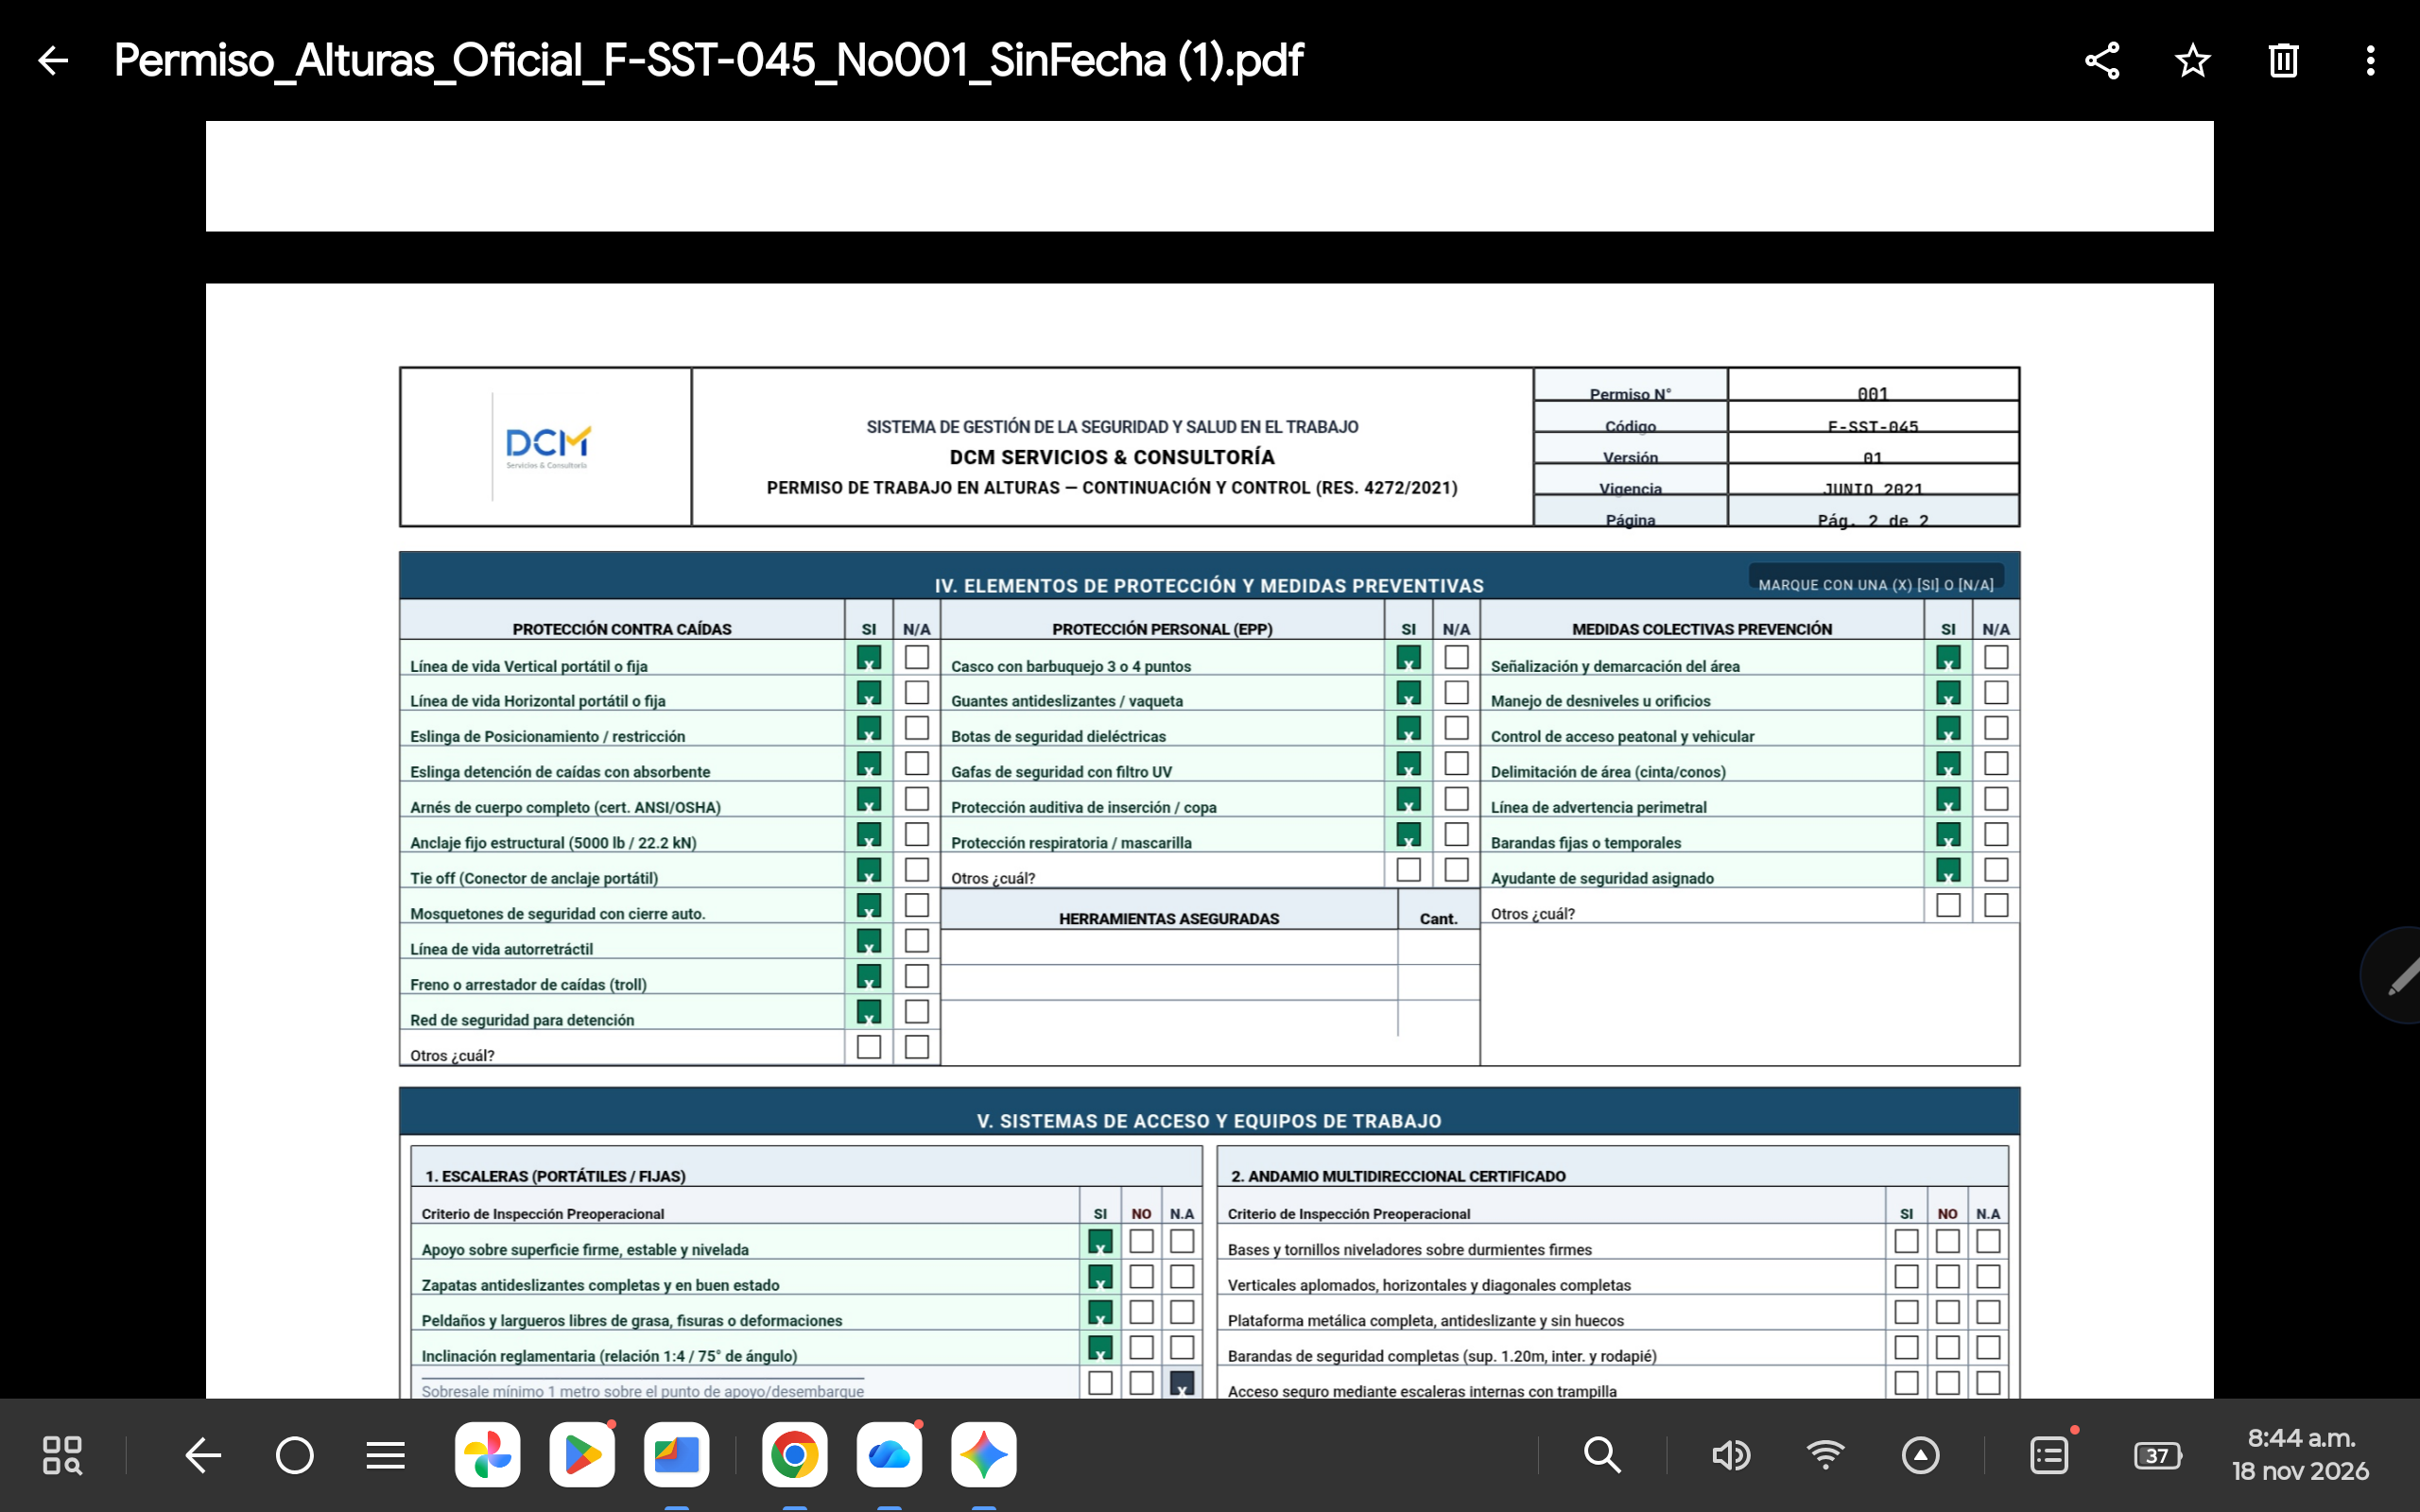 Permiso_Alturas_Oficial_F-SST-045_No001_SinFecha (1).pdf
DCM
Servicios & Consultoría
SISTEMA DE GESTIÓN DE LA SEGURIDAD Y SALUD EN EL TRABAJO
DCM SERVICIOS & CONSULTORÍA
PERMISO DE TRABAJO EN ALTURAS — CONTINUACIÓN Y CONTROL (RES. 4272/2021)
Permiso N° 001
Código F-SST-045
Versión 01
Vigencia JUNIO 2021
Página Pág. 2 de 2
IV. ELEMENTOS DE PROTECCIÓN Y MEDIDAS PREVENTIVAS
MARQUE CON UNA (X) [SI] O [N/A]
PROTECCIÓN CONTRA CAÍDAS SI N/A
Línea de vida Vertical portátil o fija x
Línea de vida Horizontal portátil o fija x
Eslinga de Posicionamiento / restricción x
Eslinga detención de caídas con absorbente x
Arnés de cuerpo completo (cert. ANSI/OSHA) x
Anclaje fijo estructural (5000 lb / 22.2 kN) x
Tie off (Conector de anclaje portátil) x
Mosquetones de seguridad con cierre auto. x
Línea de vida autorretráctil x
Freno o arrestador de caídas (troll) x
Red de seguridad para detención x
Otros ¿cuál?
PROTECCIÓN PERSONAL (EPP) SI N/A
Casco con barbuquejo 3 o 4 puntos x
Guantes antideslizantes / vaqueta x
Botas de seguridad dieléctricas x
Gafas de seguridad con filtro UV x
Protección auditiva de inserción / copa x
Protección respiratoria / mascarilla x
Otros ¿cuál?
HERRAMIENTAS ASEGURADAS Cant.
MEDIDAS COLECTIVAS PREVENCIÓN SI N/A
Señalización y demarcación del área x
Manejo de desniveles u orificios x
Control de acceso peatonal y vehicular x
Delimitación de área (cinta/conos) x
Línea de advertencia perimetral x
Barandas fijas o temporales x
Ayudante de seguridad asignado x
Otros ¿cuál?
V. SISTEMAS DE ACCESO Y EQUIPOS DE TRABAJO
1. ESCALERAS (PORTÁTILES / FIJAS)
Criterio de Inspección Preoperacional SI NO N.A
Apoyo sobre superficie firme, estable y nivelada x
Zapatas antideslizantes completas y en buen estado x
Peldaños y largueros libres de grasa, fisuras o deformaciones x
Inclinación reglamentaria (relación 1:4 / 75° de ángulo) x
Sobresale mínimo 1 metro sobre el punto de apoyo/desembarque x
2. ANDAMIO MULTIDIRECCIONAL CERTIFICADO
Criterio de Inspección Preoperacional SI NO N.A
Bases y tornillos niveladores sobre durmientes firmes
Verticales aplomados, horizontales y diagonales completas
Plataforma metálica completa, antideslizante y sin huecos
Barandas de seguridad completas (sup. 1.20m, inter. y rodapié)
Acceso seguro mediante escaleras internas con trampilla
37
8:44 a.m.
18 nov 2026